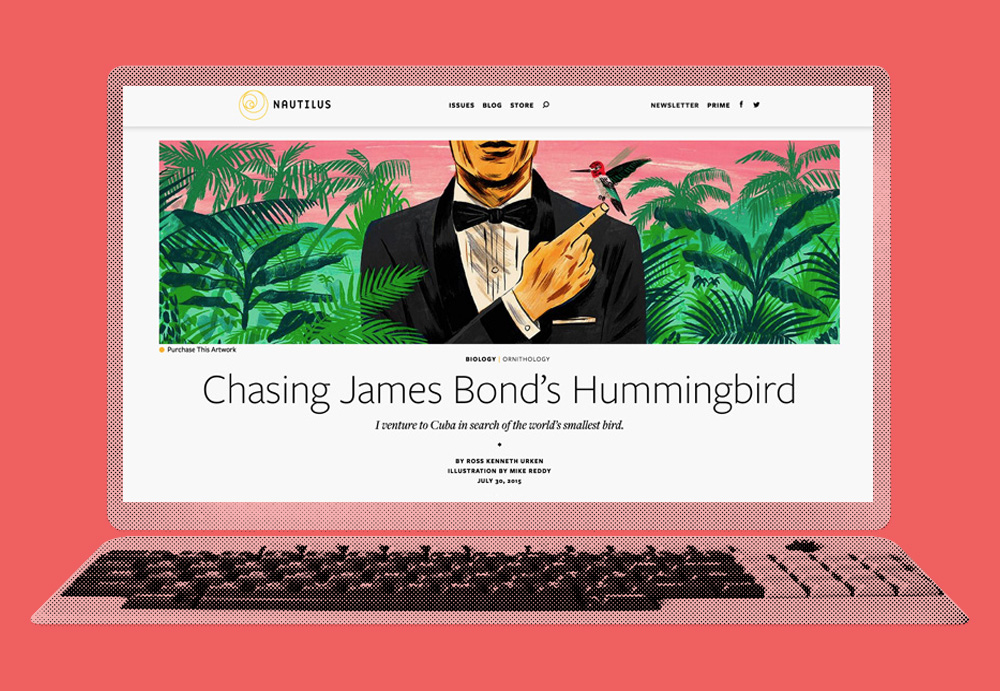 NAUTILUS
ISSUES BLOG STORE
NEWSLETTER PRIME
Purchase This Artwork
BIOLOGY | ORNITHOLOGY
Chasing James Bond's Hummingbird
I venture to Cuba in search of the world's smallest bird.
BY ROSS KENNETH URKEN
ILLUSTRATION BY MIKE REDDY
JULY 30, 2015